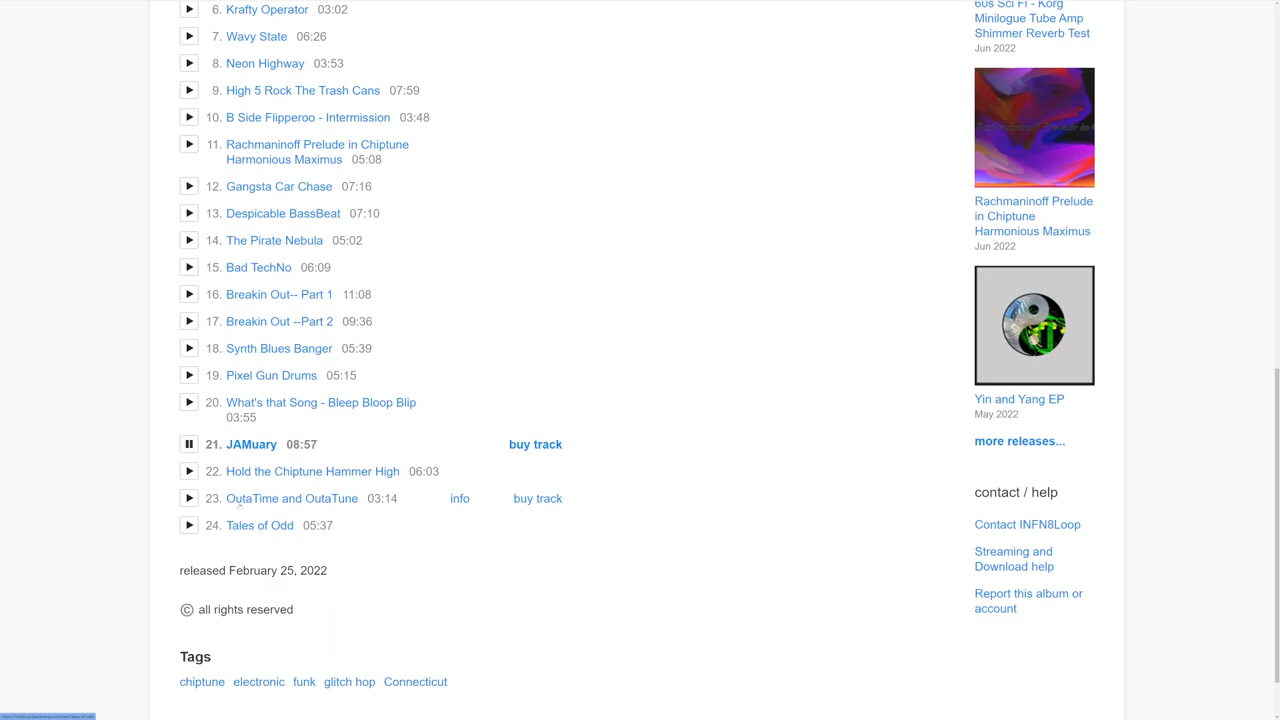 6. Krafty Operator 03:02
7. Wavy State 06:26
8. Neon Highway 03:53
9. High 5 Rock The Trash Cans 07:59
10. B Side Flipperoo - Intermission 03:48
11. Rachmaninoff Prelude in Chiptune
Harmonious Maximus 05:08
12. Gangsta Car Chase 07:16
13. Despicable BassBeat 07:10
14. The Pirate Nebula 05:02
15. Bad TechNo 06:09
16. Breakin Out-- Part 1 11:08
17. Breakin Out --Part 2 09:36
18. Synth Blues Banger 05:39
19. Pixel Gun Drums 05:15
20. What's that Song - Bleep Bloop Blip
03:55
21. JAMuary 08:57 buy track
22. Hold the Chiptune Hammer High 06:03
23. OutaTime and OutaTune 03:14 info buy track
24. Tales of Odd 05:37
released February 25, 2022
© all rights reserved
Tags
chiptune electronic funk glitch hop Connecticut
60s Sci Fi - Korg
Minilogue Tube Amp
Shimmer Reverb Test
Jun 2022
Rachmaninoff Prelude
in Chiptune
Harmonious Maximus
Jun 2022
Yin and Yang EP
May 2022
more releases...
contact / help
Contact INFN8Loop
Streaming and
Download help
Report this album or
account